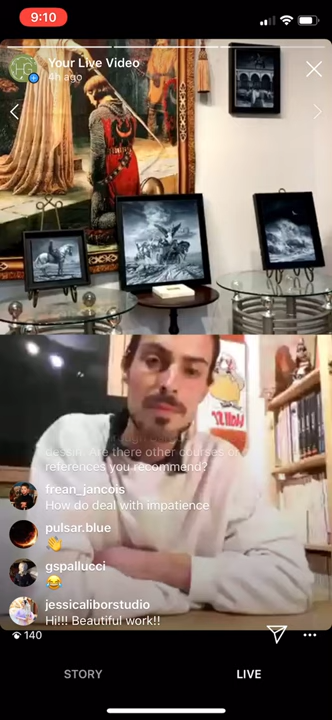 9:10
HG
Your Live Video
4h ago
dessin. Are there other courses or
references you recommend?
frean_jancois
How do deal with impatience
pulsar.blue
👋
gspallucci
😂
jessicaliborstudio
Hi!!! Beautiful work!!
140
STORY
LIVE